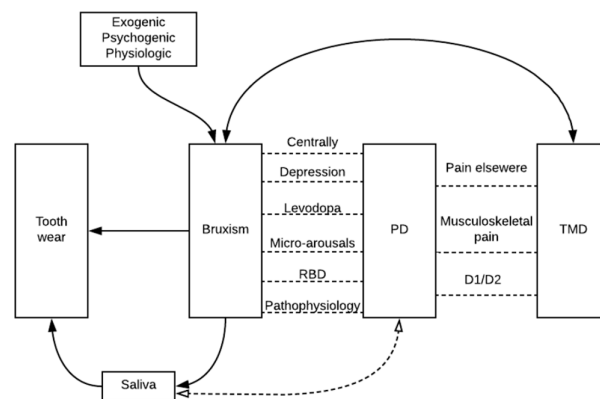 Exogenic
Psychogenic
Physiologic
Tooth
wear
Bruxism
Centrally
Depression
Levodopa
Micro-arousals
RBD
Pathophysiology
PD
Pain elsewere
Musculoskeletal
pain
D1/D2
TMD
Saliva